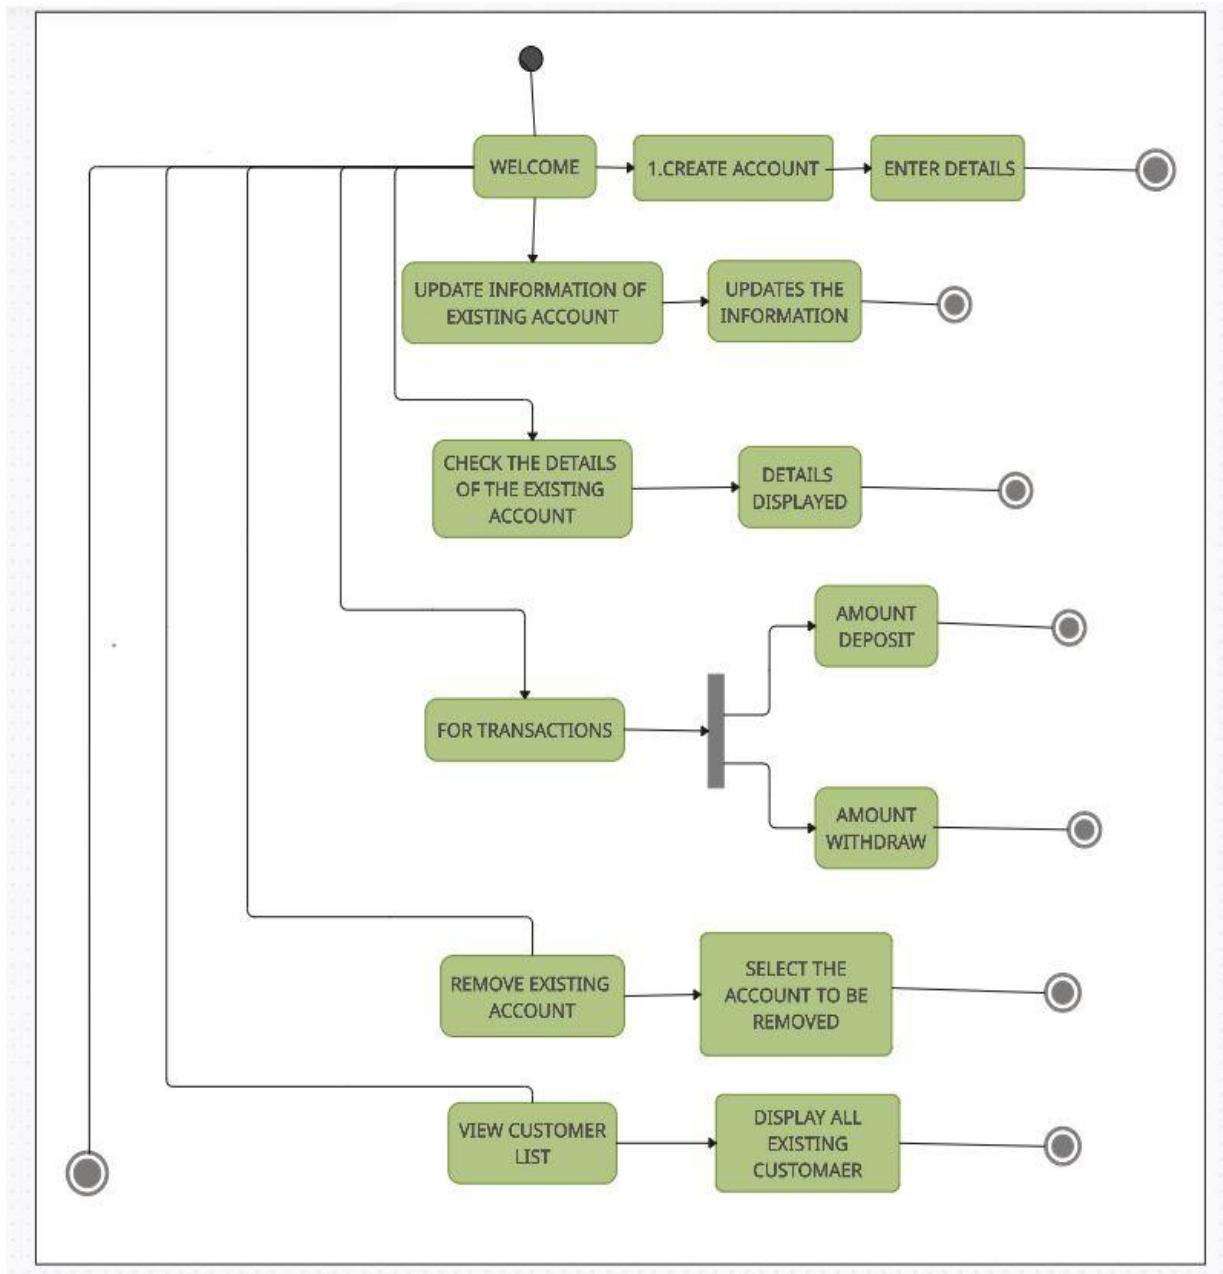 WELCOME
1.CREATE ACCOUNT
ENTER DETAILS
UPDATE INFORMATION OF
EXISTING ACCOUNT
UPDATES THE
INFORMATION
CHECK THE DETAILS
OF THE EXISTING
ACCOUNT
DETAILS
DISPLAYED
AMOUNT
DEPOSIT
FOR TRANSACTIONS
AMOUNT
WITHDRAW
REMOVE EXISTING
ACCOUNT
SELECT THE
ACCOUNT TO BE
REMOVED
VIEW CUSTOMER
LIST
DISPLAY ALL
EXISTING
CUSTOMAER